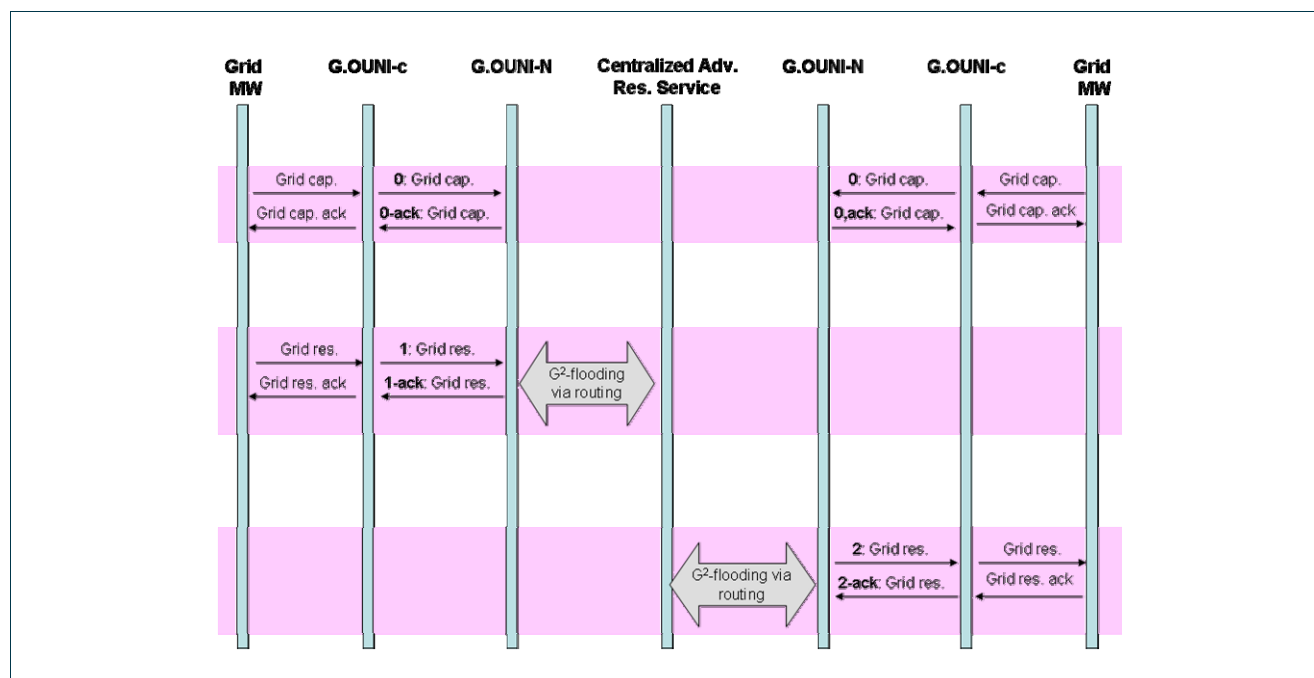 Grid MW
G.OUNI-c
G.OUNI-N
Centralized Adv. Res. Service
G.OUNI-N
G.OUNI-c
Grid MW
Grid cap.
0: Grid cap.
0: Grid cap.
Grid cap.
Grid cap. ack
0-ack: Grid cap.
0,ack: Grid cap.
Grid cap. ack
Grid res.
1: Grid res.
Grid res. ack
1-ack: Grid res.
G²-flooding
via routing
2: Grid res.
Grid res.
G²-flooding via
routing
2-ack: Grid res.
Grid res. ack